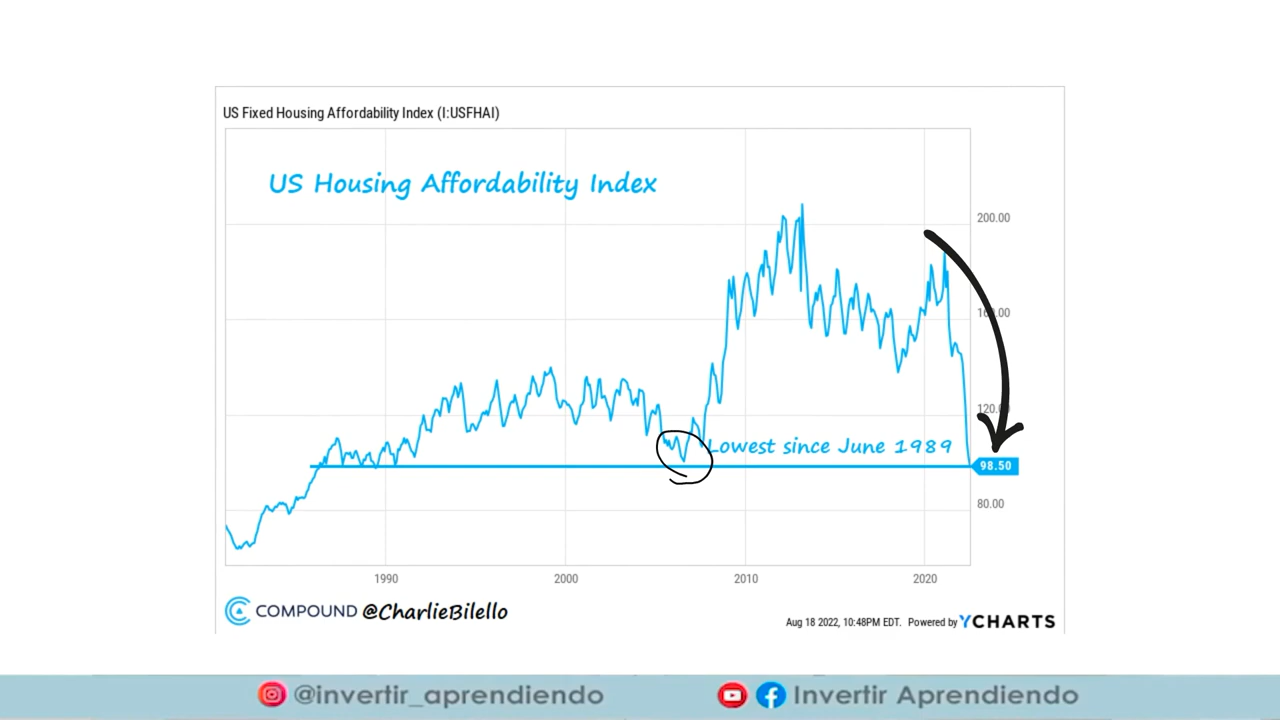 US Fixed Housing Affordability Index (I:USFHAI)
US Housing Affordability Index
200.00
160.00
120.00
Lowest since June 1989
98.50
80.00
1990 2000 2010 2020
COMPOUND @CharlieBilello
Aug 18 2022, 10:48PM EDT. Powered by YCHARTS
@invertir_aprendiendo Invertir Aprendiendo